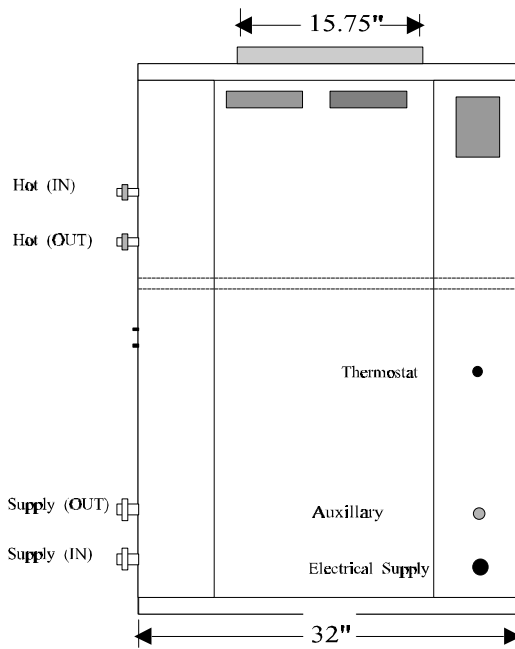 15.75"
Hot (IN)
Hot (OUT)
Thermostat
Supply (OUT)
Auxillary
Supply (IN)
Electrical Supply
32"